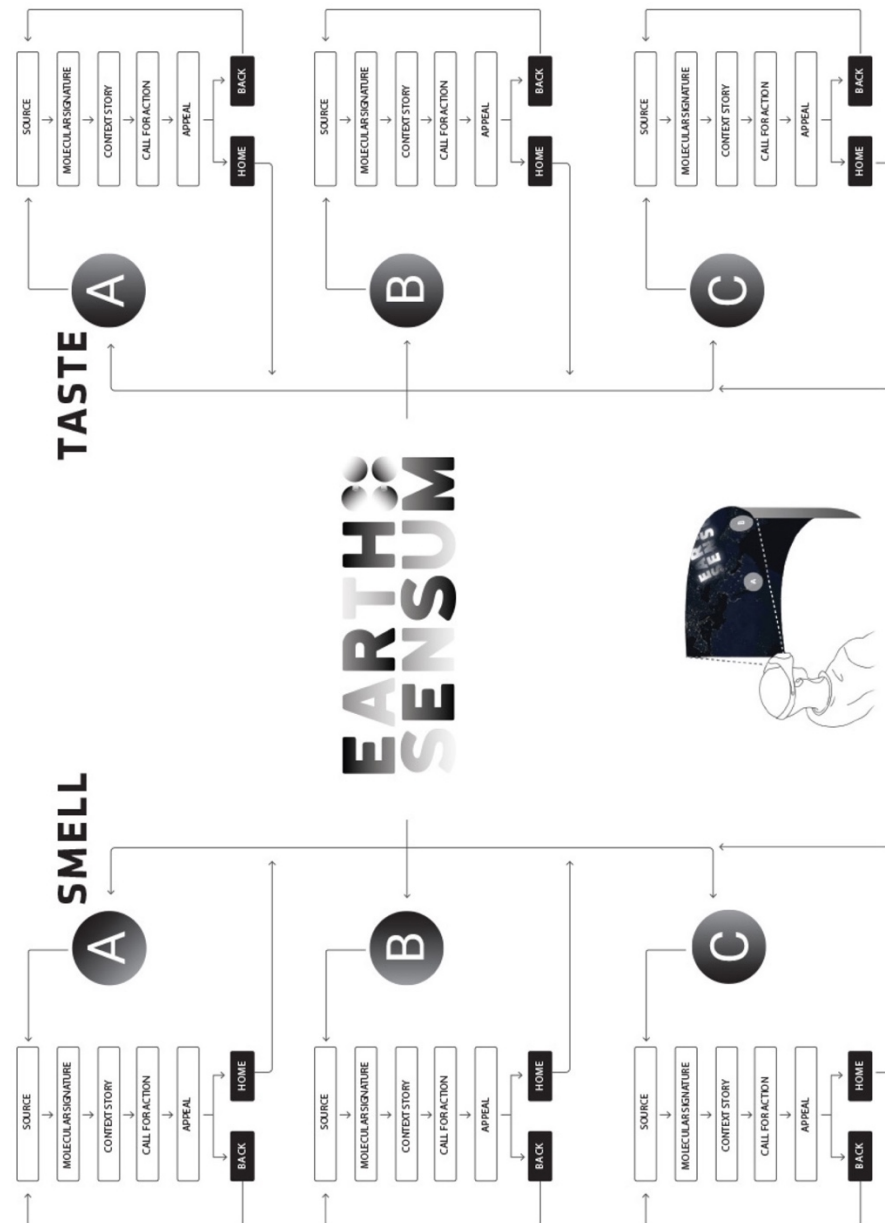 SMELL
A
SOURCE
MOLECULAR SIGNATURE
CONTEXT STORY
CALL FOR ACTION
APPEAL
BACK
HOME
B
SOURCE
MOLECULAR SIGNATURE
CONTEXT STORY
CALL FOR ACTION
APPEAL
BACK
HOME
C
SOURCE
MOLECULAR SIGNATURE
CONTEXT STORY
CALL FOR ACTION
APPEAL
BACK
HOME
EARTH
SENSUM
A
B
TASTE
A
SOURCE
MOLECULAR SIGNATURE
CONTEXT STORY
CALL FOR ACTION
APPEAL
HOME
BACK
B
SOURCE
MOLECULAR SIGNATURE
CONTEXT STORY
CALL FOR ACTION
APPEAL
HOME
BACK
C
SOURCE
MOLECULAR SIGNATURE
CONTEXT STORY
CALL FOR ACTION
APPEAL
HOME
BACK